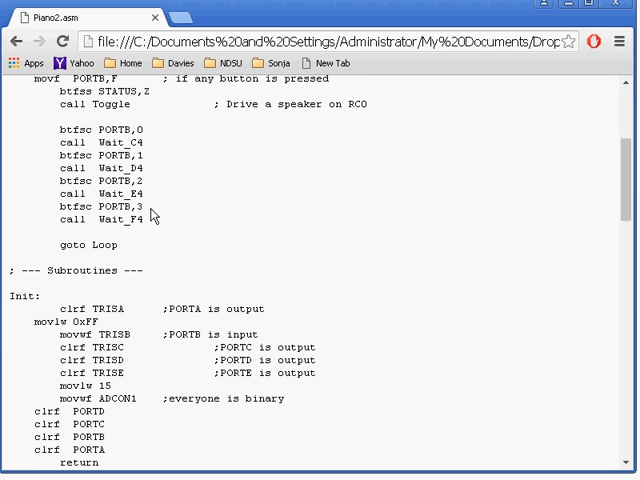 Piano2.asm
file:///C:/Documents%20and%20Settings/Administrator/My%20Documents/Drop
Apps Yahoo Home Davies NDSU Sonja New Tab
movf PORTB,F ; if any button is pressed
btfss STATUS,Z
call Toggle ; Drive a speaker on RC0
btfsc PORTB,0
call Wait_C4
btfsc PORTB,1
call Wait_D4
btfsc PORTB,2
call Wait_E4
btfsc PORTB,3
call Wait_F4
goto Loop
; --- Subroutines ---
Init:
clrf TRISA ;PORTA is output
movlw 0xFF
movwf TRISB ;PORTB is input
clrf TRISC ;PORTC is output
clrf TRISD ;PORTD is output
clrf TRISE ;PORTE is output
movlw 15
movwf ADCON1 ;everyone is binary
clrf PORTD
clrf PORTC
clrf PORTB
clrf PORTA
return